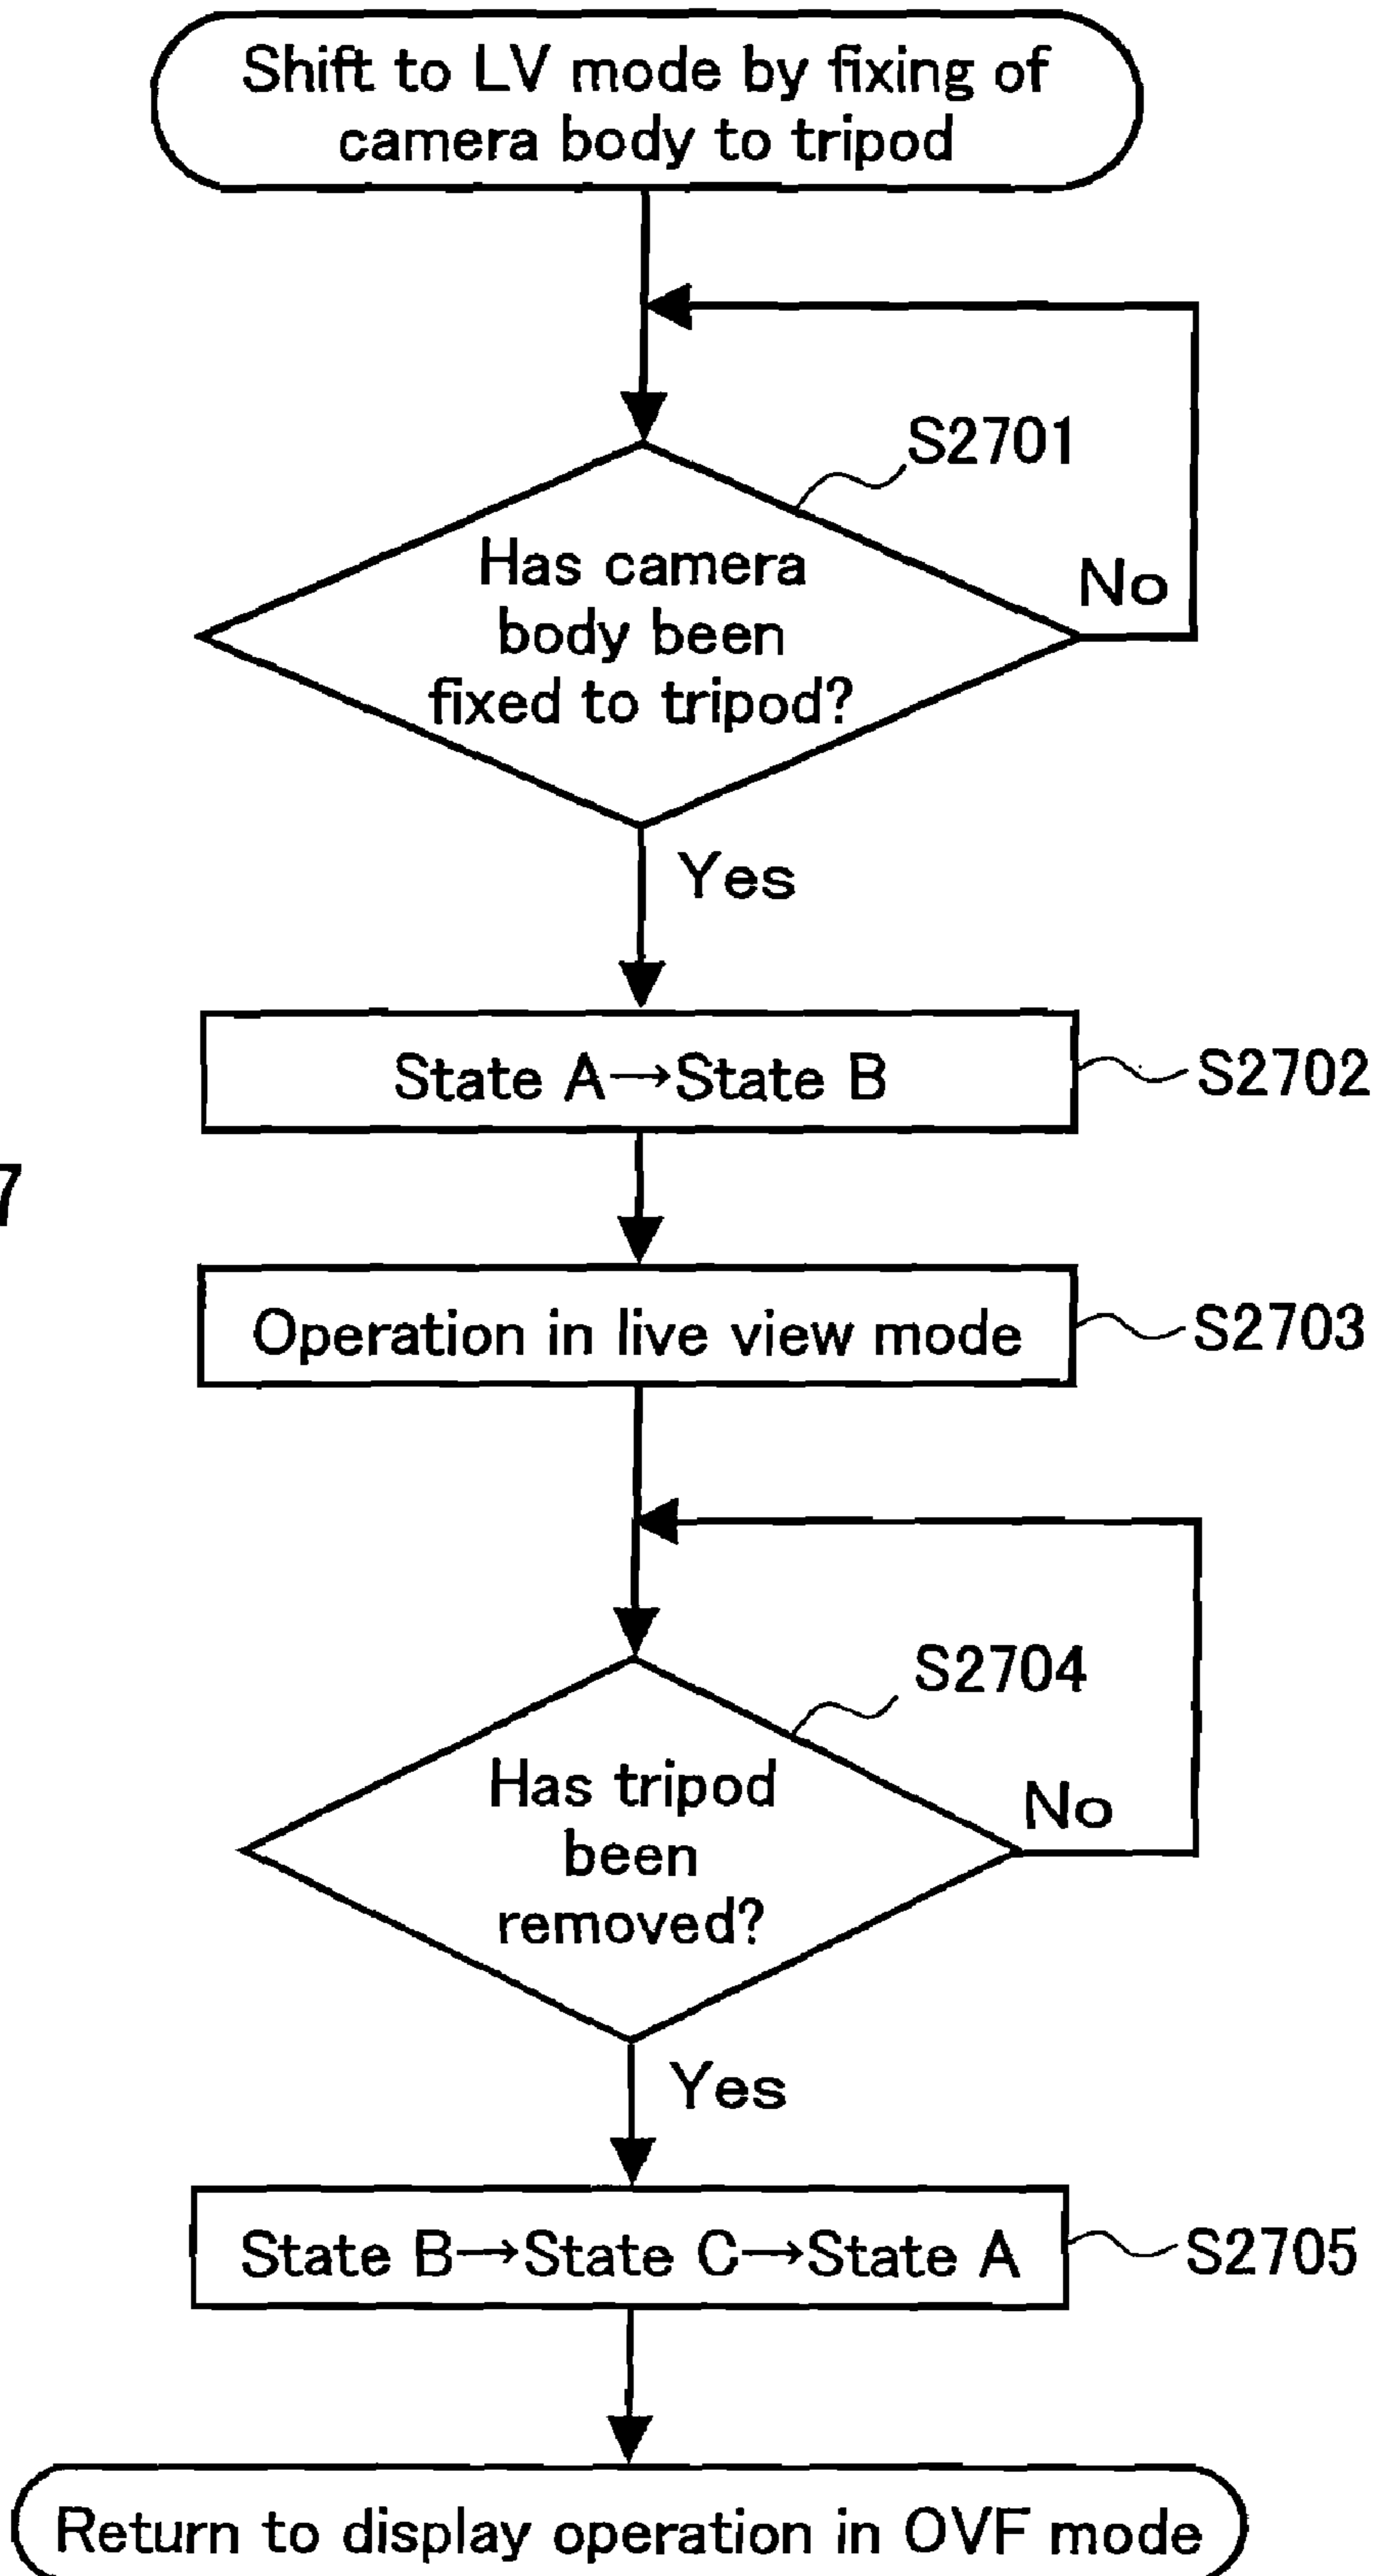 Shift to LV mode by fixing of
camera body to tripod
S2701
Has camera
body been
fixed to tripod?
No
Yes
State A→State B
S2702
7
Operation in live view mode
S2703
S2704
Has tripod
been
removed?
No
Yes
State B→State C→State A
S2705
Return to display operation in OVF mode